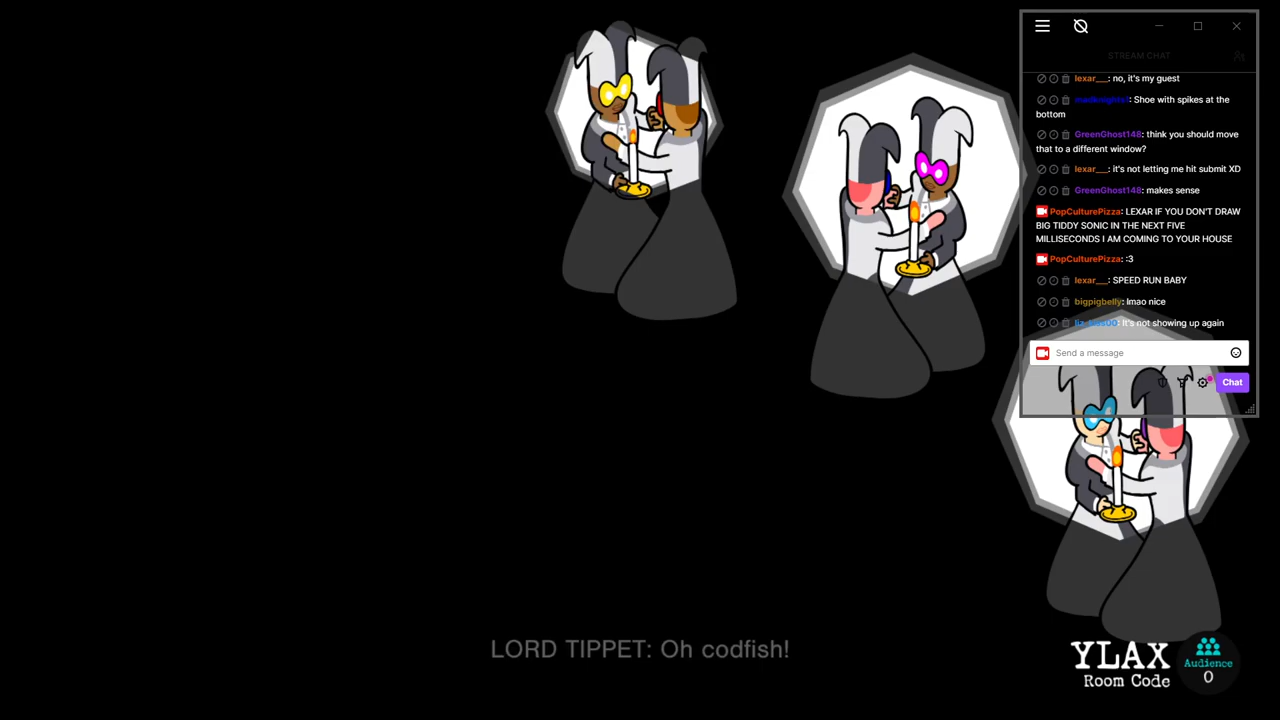 STREAM CHAT
lexar___: no, it's my guest
madknightx1: Shoe with spikes at the
bottom
GreenGhost148: think you should move
that to a different window?
lexar___: it's not letting me hit submit XD
GreenGhost148: makes sense
PopCulturePizza: LEXAR IF YOU DON'T DRAW
BIG TIDDY SONIC IN THE NEXT FIVE
MILLISECONDS I AM COMING TO YOUR HOUSE
PopCulturePizza: :3
lexar___: SPEED RUN BABY
bigpigbelly: lmao nice
: It's not showing up again
Send a message
Chat
LORD TIPPET: Oh codfish!
YLAX
Room Code
Audience
0